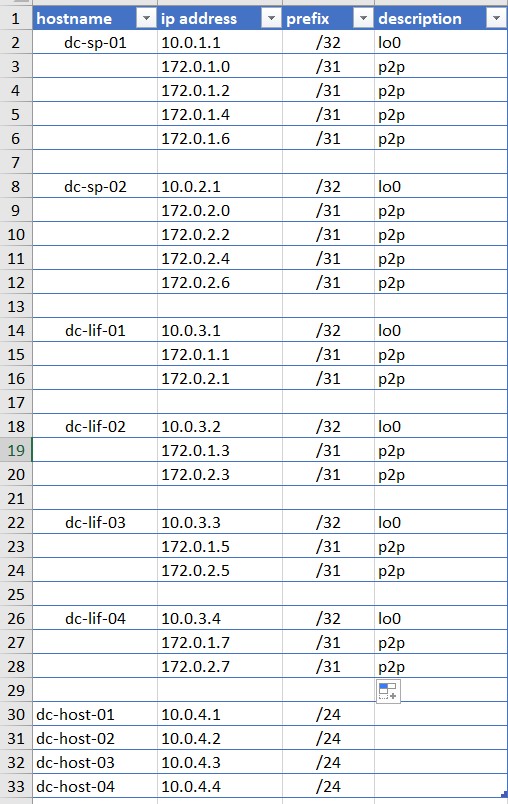 1 hostname ip address prefix description
2 dc-sp-01 10.0.1.1 /32 lo0
3 172.0.1.0 /31 p2p
4 172.0.1.2 /31 p2p
5 172.0.1.4 /31 p2p
6 172.0.1.6 /31 p2p
7
8 dc-sp-02 10.0.2.1 /32 lo0
9 172.0.2.0 /31 p2p
10 172.0.2.2 /31 p2p
11 172.0.2.4 /31 p2p
12 172.0.2.6 /31 p2p
13
14 dc-lif-01 10.0.3.1 /32 lo0
15 172.0.1.1 /31 p2p
16 172.0.2.1 /31 p2p
17
18 dc-lif-02 10.0.3.2 /32 lo0
19 172.0.1.3 /31 p2p
20 172.0.2.3 /31 p2p
21
22 dc-lif-03 10.0.3.3 /32 lo0
23 172.0.1.5 /31 p2p
24 172.0.2.5 /31 p2p
25
26 dc-lif-04 10.0.3.4 /32 lo0
27 172.0.1.7 /31 p2p
28 172.0.2.7 /31 p2p
29
30 dc-host-01 10.0.4.1 /24
31 dc-host-02 10.0.4.2 /24
32 dc-host-03 10.0.4.3 /24
33 dc-host-04 10.0.4.4 /24